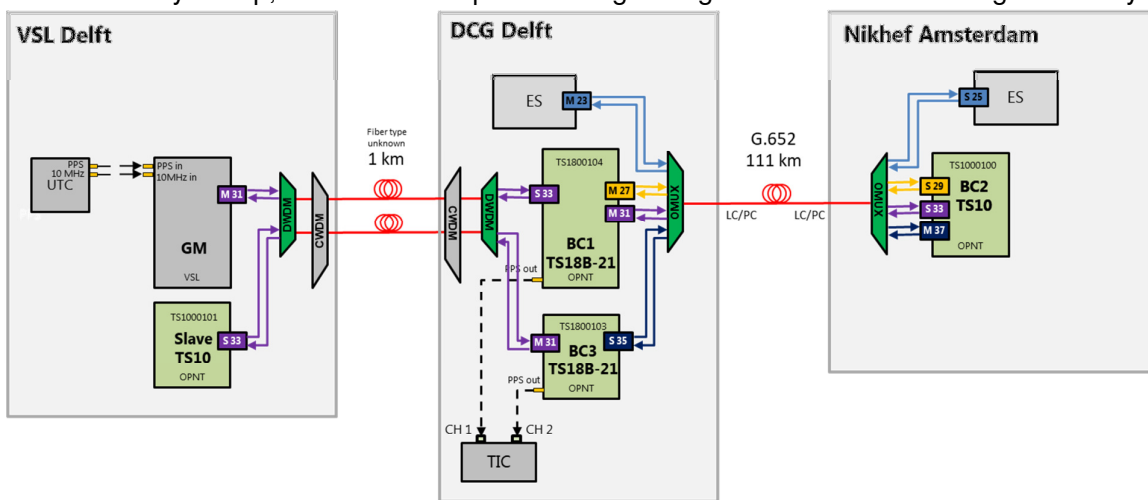 VSL Delft
PPS
10 MHz
UTC
PPS in
10MHz in
M 31
GM
VSL
TS1000101
Slave
TS10
OPNT
S 33
DWDM
CWDM
Fiber type
unknown
1 km
DCG Delft
ES
M 23
CWDM
DWDM
TS1800104
S 33
M 27
M 31
BC1
TS18B-21
OPNT
PPS out
OMUX
TS1800103
M 31
S 35
BC3
TS18B-21
OPNT
PPS out
CH 1
CH 2
TIC
G.652
111 km
LC/PC
LC/PC
Nikhef Amsterdam
S 25
ES
OMUX
TS1000100
S 29
BC2
S 33
TS10
M 37
OPNT